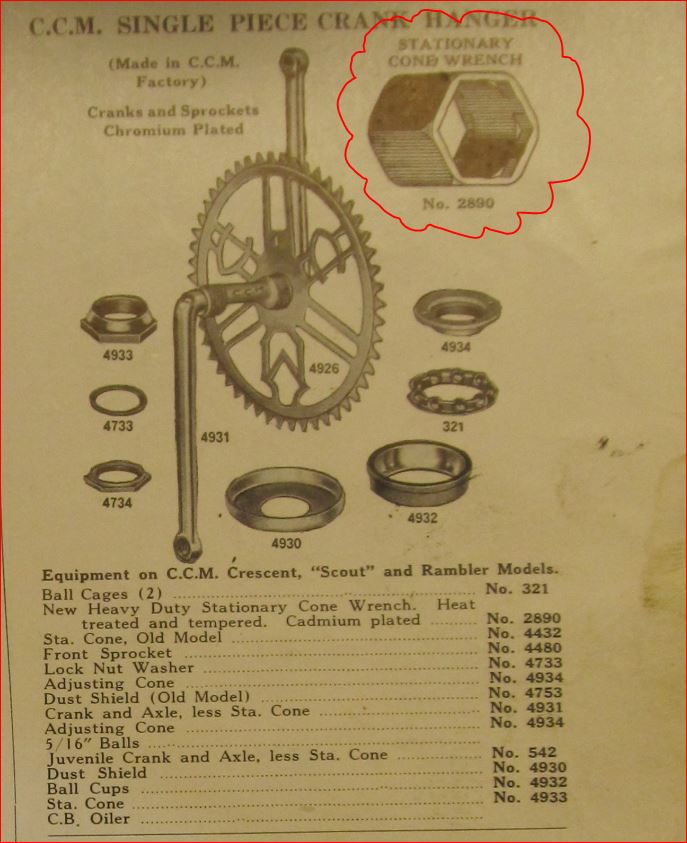 C.C.M. SINGLE PIECE CRANK HANGER
(Made in C.C.M.
Factory)
Cranks and Sprockets
Chromium Plated
STATIONARY
CONE WRENCH
No. 2890
4933
4733
4734
4931
4926
4934
321
4930
4932
Equipment on C.C.M. Crescent, "Scout" and Rambler Models.
Ball Cages (2) No. 321
New Heavy Duty Stationary Cone Wrench. Heat
treated and tempered. Cadmium plated No. 2890
Sta. Cone, Old Model No. 4432
Front Sprocket No. 4480
Lock Nut Washer No. 4733
Adjusting Cone No. 4934
Dust Shield (Old Model) No. 4753
Crank and Axle, less Sta. Cone No. 4931
Adjusting Cone No. 4934
5/16" Balls
Juvenile Crank and Axle, less Sta. Cone No. 542
Dust Shield No. 4930
Ball Cups No. 4932
Sta. Cone No. 4933
C.B. Oiler